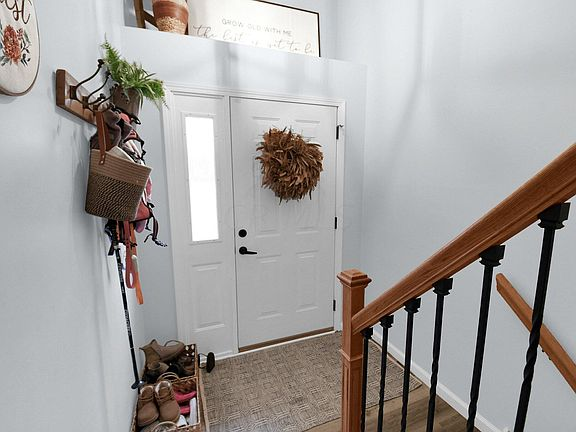 GROW OLD WITH ME
the best is yet to be